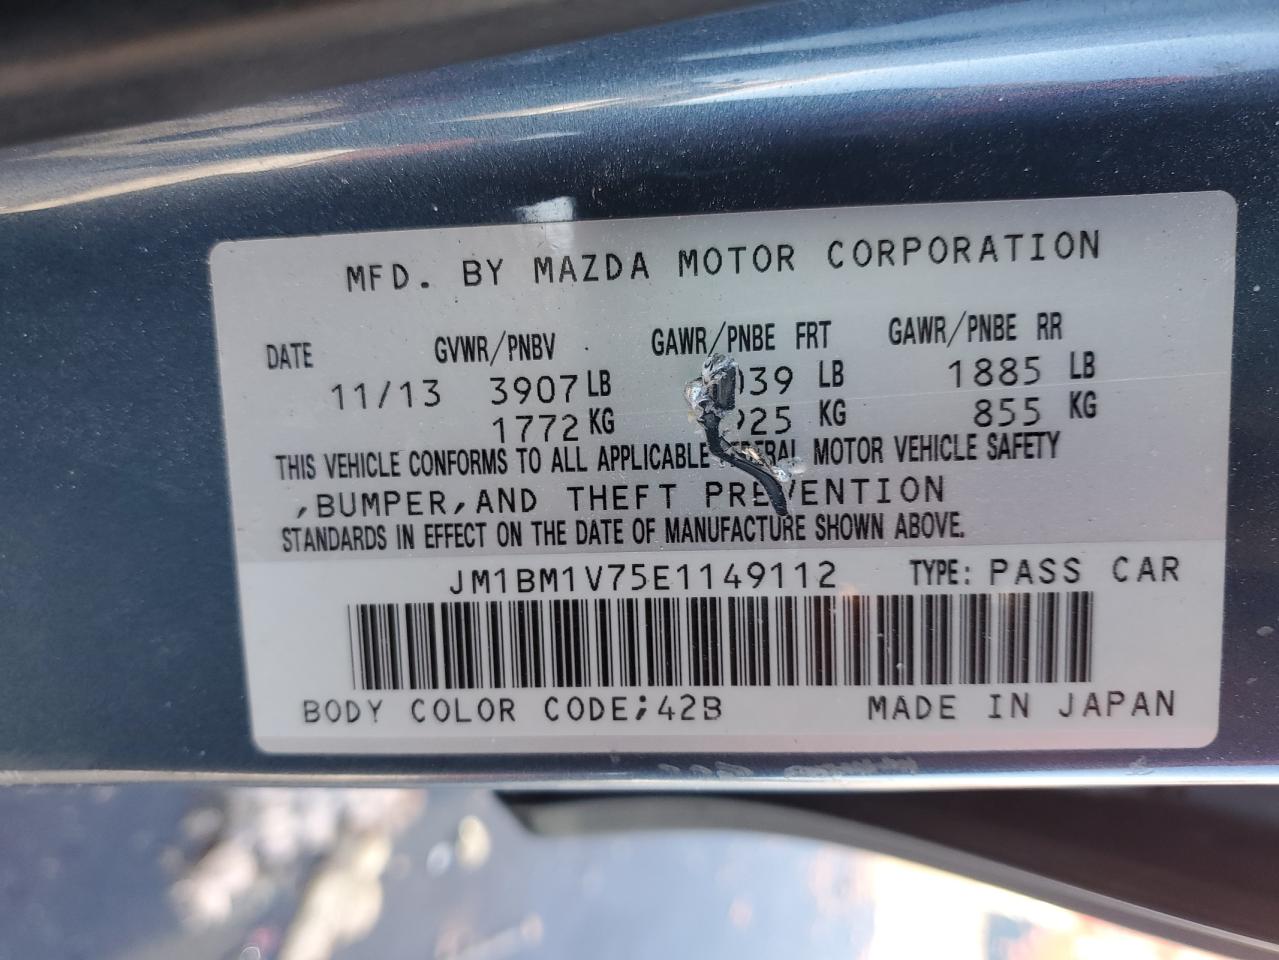 MFD. BY MAZDA MOTOR CORPORATION
DATE GVWR/PNBV GAWR/PNBE FRT GAWR/PNBE RR
11/13 3907 LB LB 1885 LB
1772 KG KG 855 KG
THIS VEHICLE CONFORMS TO ALL APPLICABLE MOTOR VEHICLE SAFETY
,BUMPER,AND THEFT PREVENTION
STANDARDS IN EFFECT ON THE DATE OF MANUFACTURE SHOWN ABOVE.
JM1BM1V75E1149112 TYPE: PASS CAR
BODY COLOR CODE;42B MADE IN JAPAN